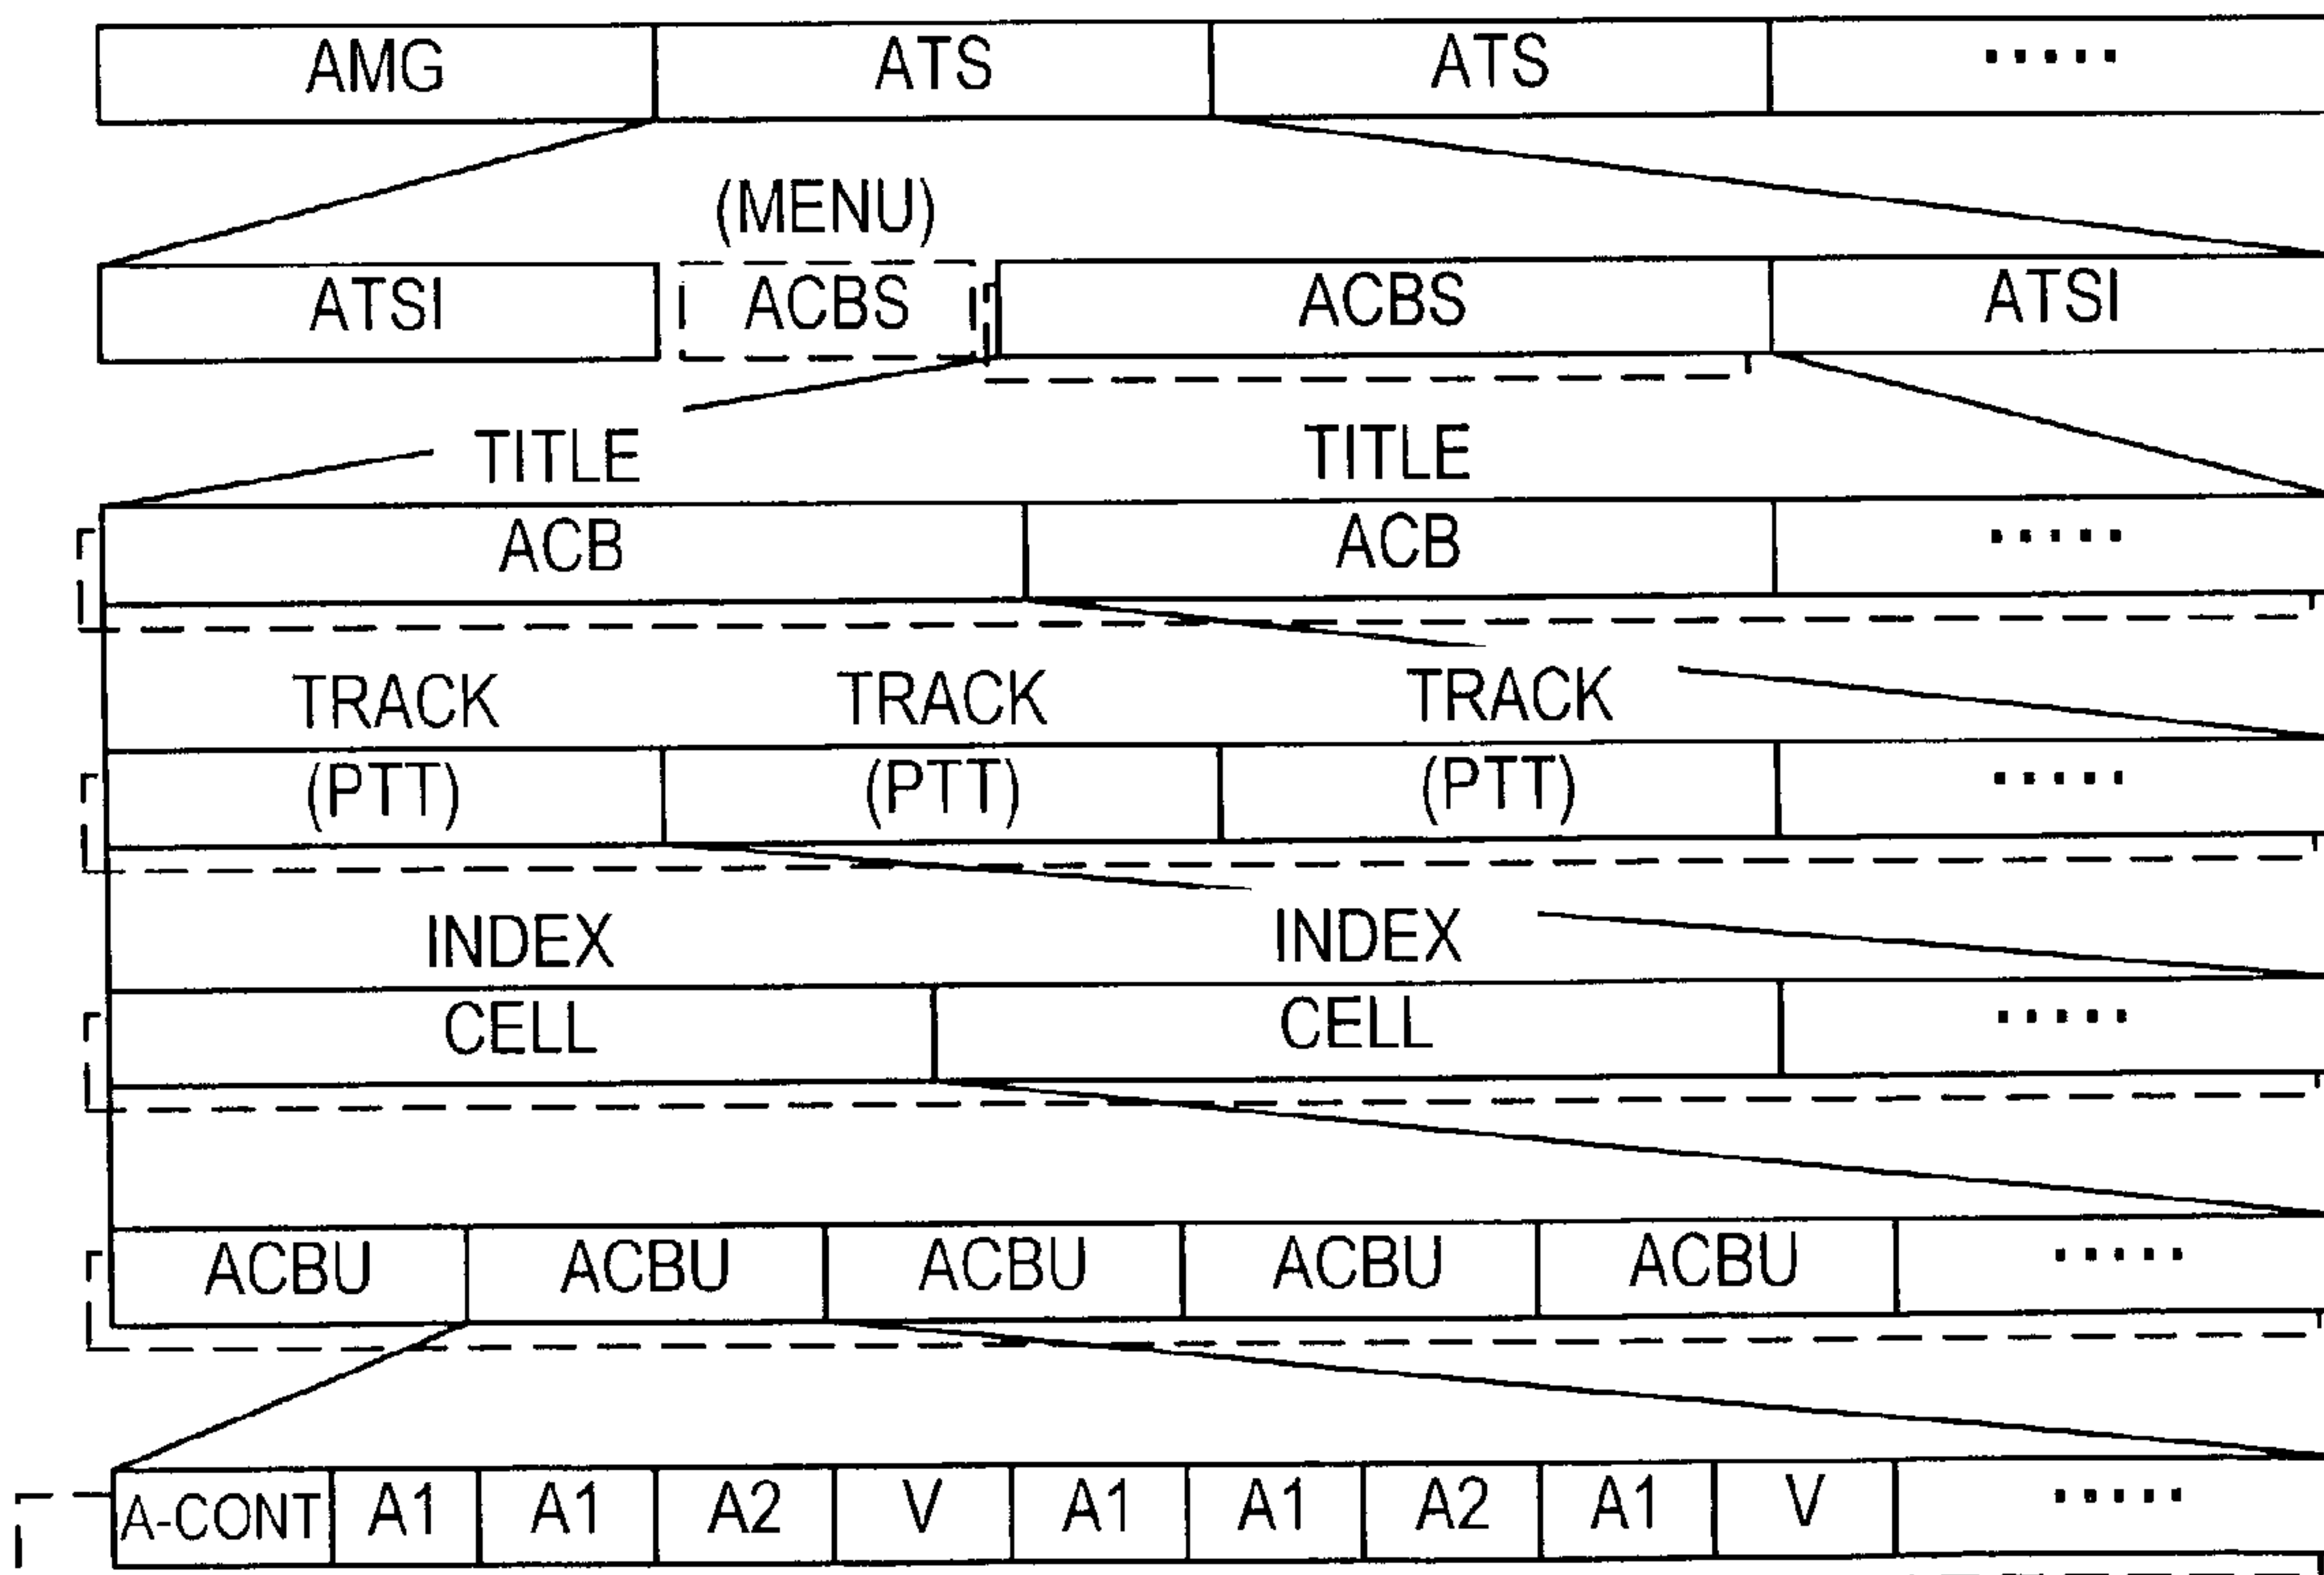 AMG ATS ATS .....
(MENU)
ATSI ACBS ACBS ATSI
TITLE TITLE
ACB ACB .....
TRACK TRACK TRACK
(PTT) (PTT) (PTT) .....
INDEX INDEX
CELL CELL .....
ACBU ACBU ACBU ACBU ACBU .....
A-CONT A1 A1 A2 V A1 A1 A2 A1 V .....